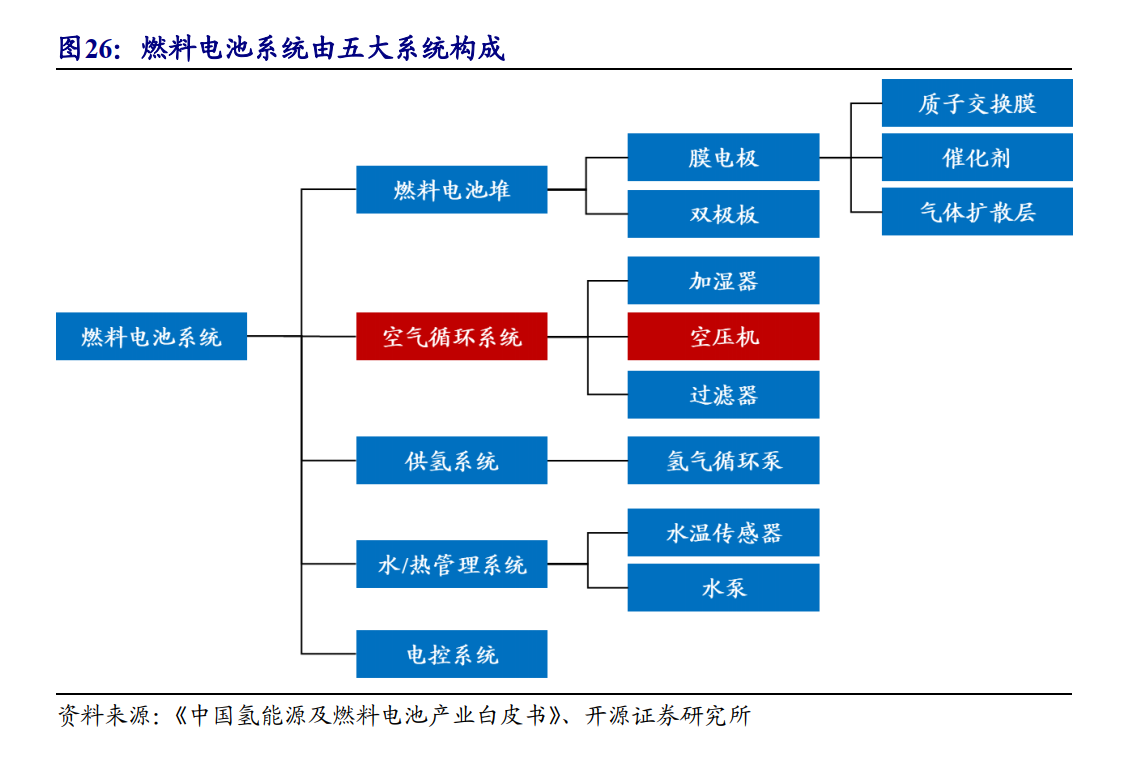 图26：燃料电池系统由五大系统构成
质子交换膜
膜电极
催化剂
燃料电池堆
双极板
气体扩散层
加湿器
燃料电池系统
空气循环系统
空压机
过滤器
供氢系统
氢气循环泵
水温传感器
水/热管理系统
水泵
电控系统
资料来源：《中国氢能源及燃料电池产业白皮书》、开源证券研究所